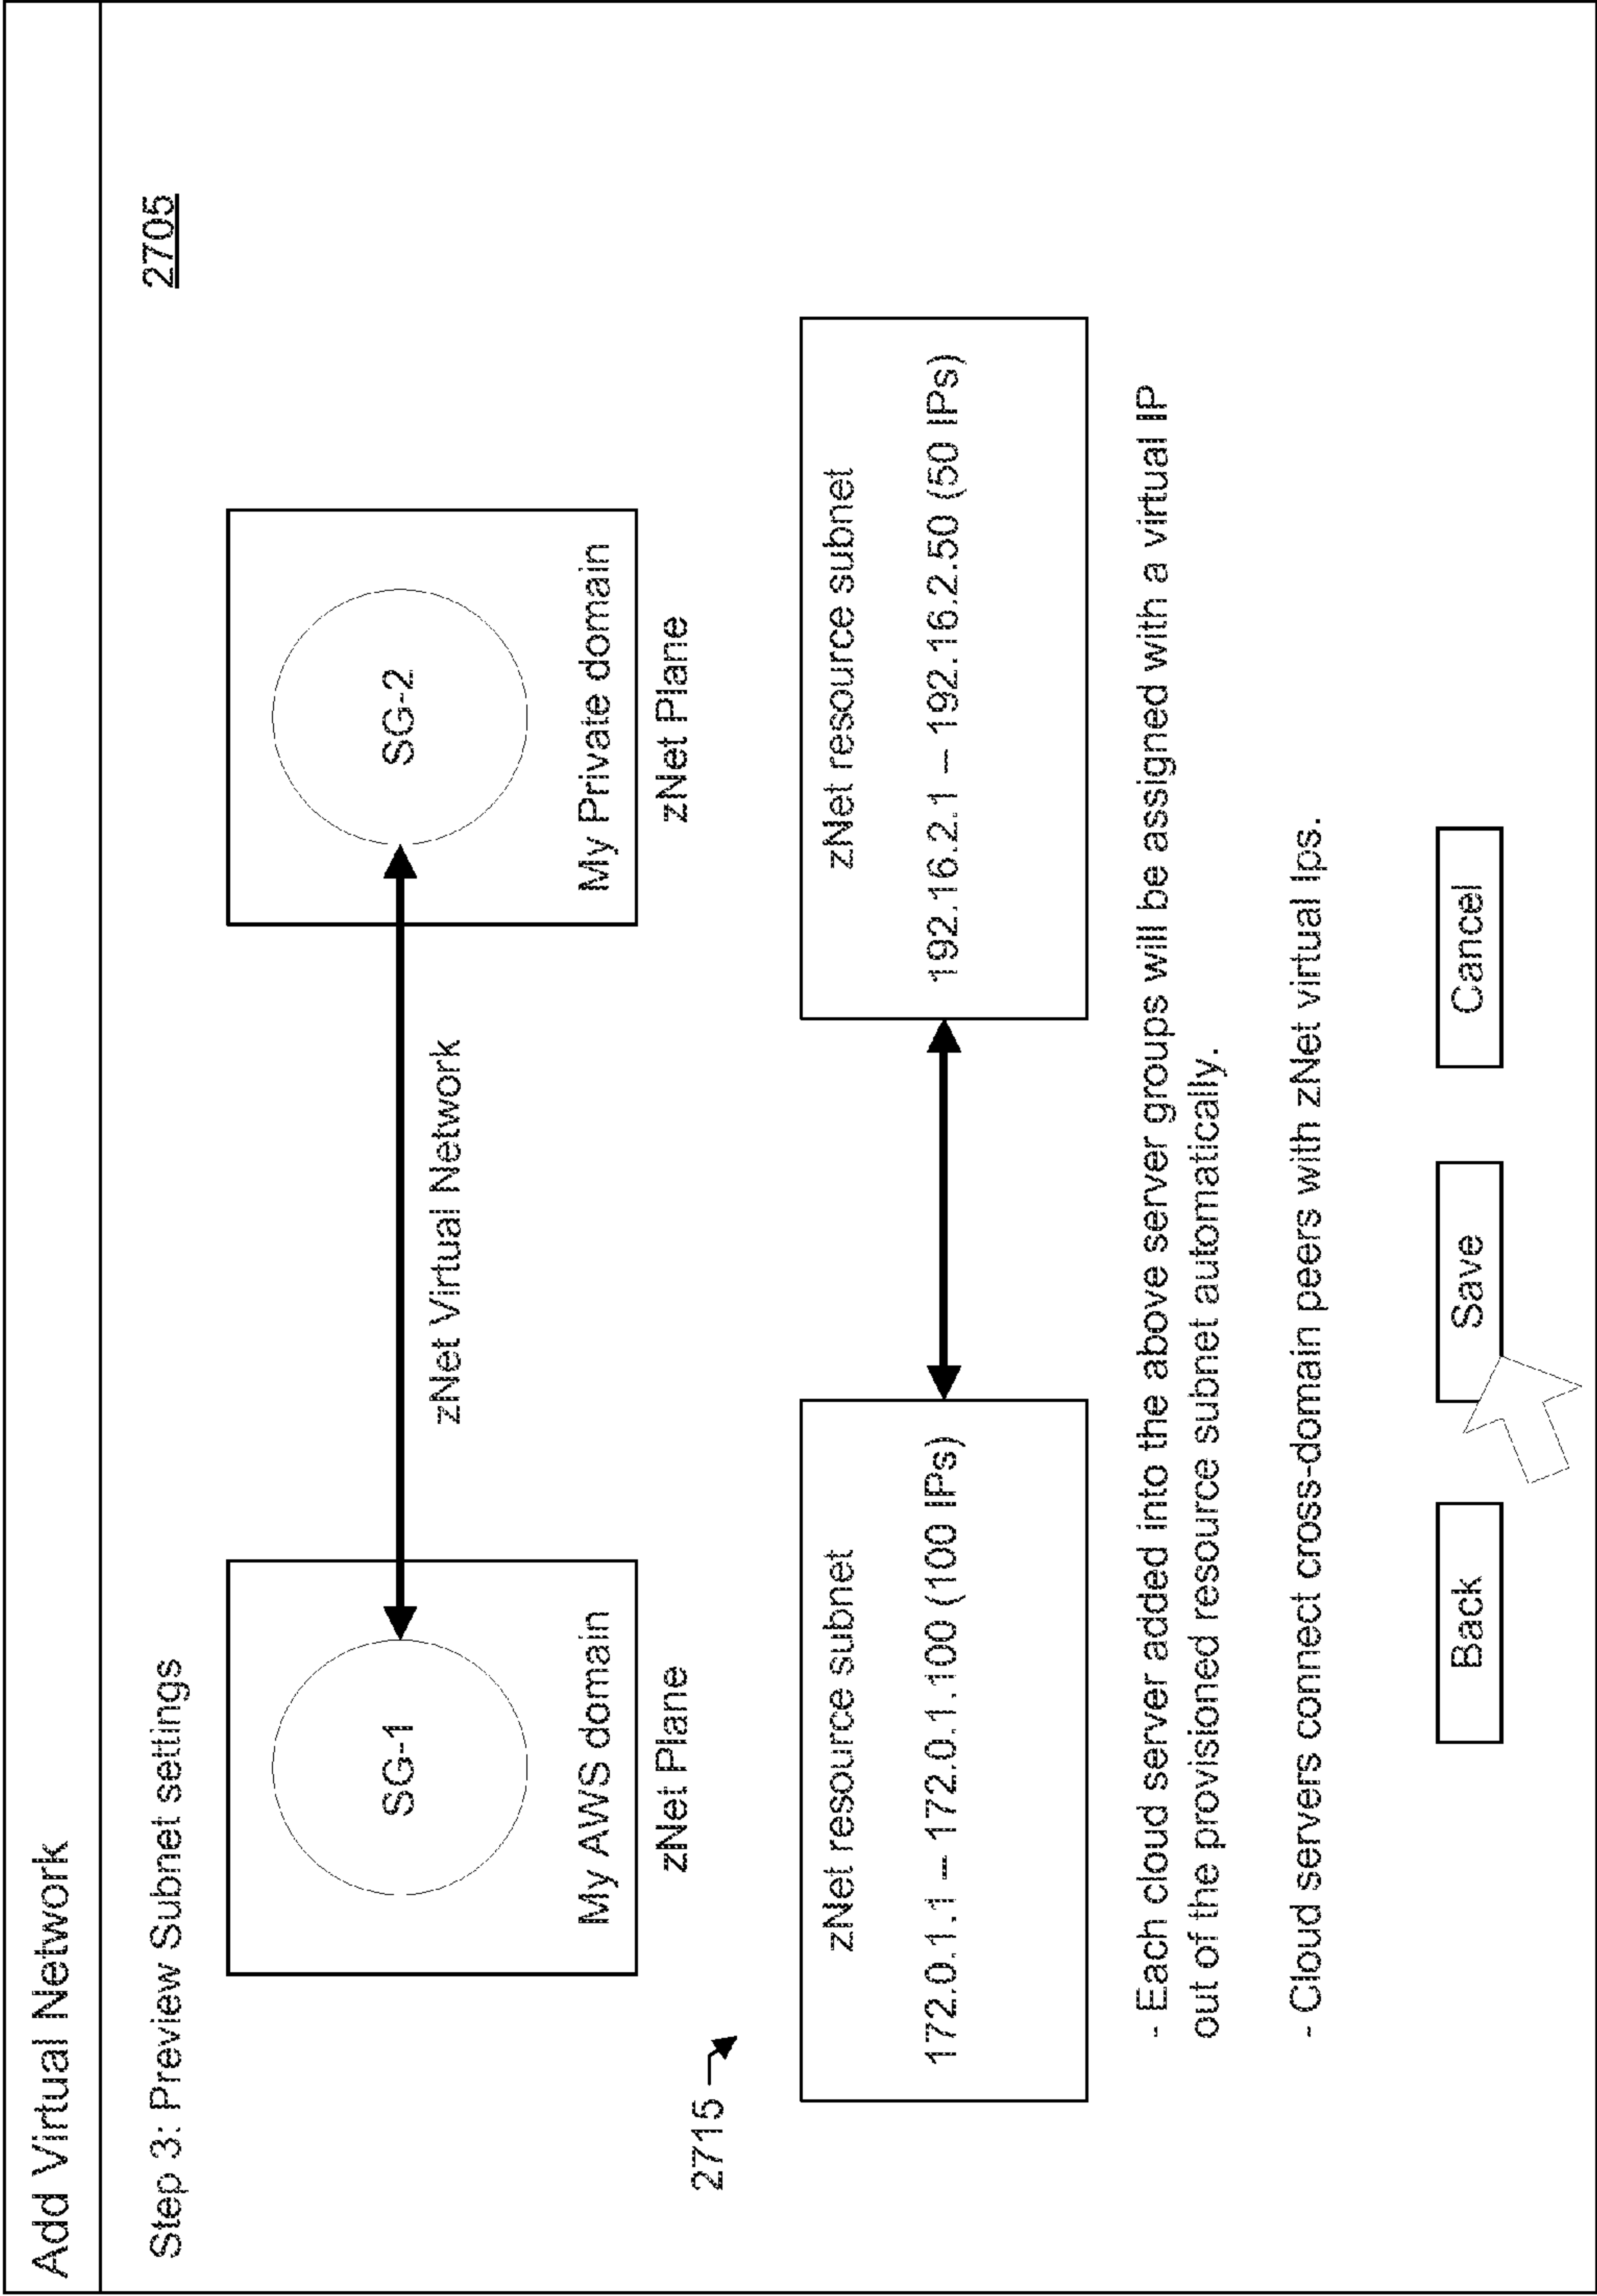 Add Virtual Network
Step 3: Preview Subnet settings
2705
SG-1
SG-2
zNet Virtual Network
My AWS domain
My Private domain
zNet Plane
zNet Plane
2715
zNet resource subnet
zNet resource subnet
172.0.1.1 – 172.0.1.100 (100 IPs)
192.16.2.1 – 192.16.2.50 (50 IPs)
- Each cloud server added into the above server groups will be assigned with a virtual IP
out of the provisioned resource subnet automatically.
- Cloud servers connect cross-domain peers with zNet virtual Ips.
Back
Save
Cancel